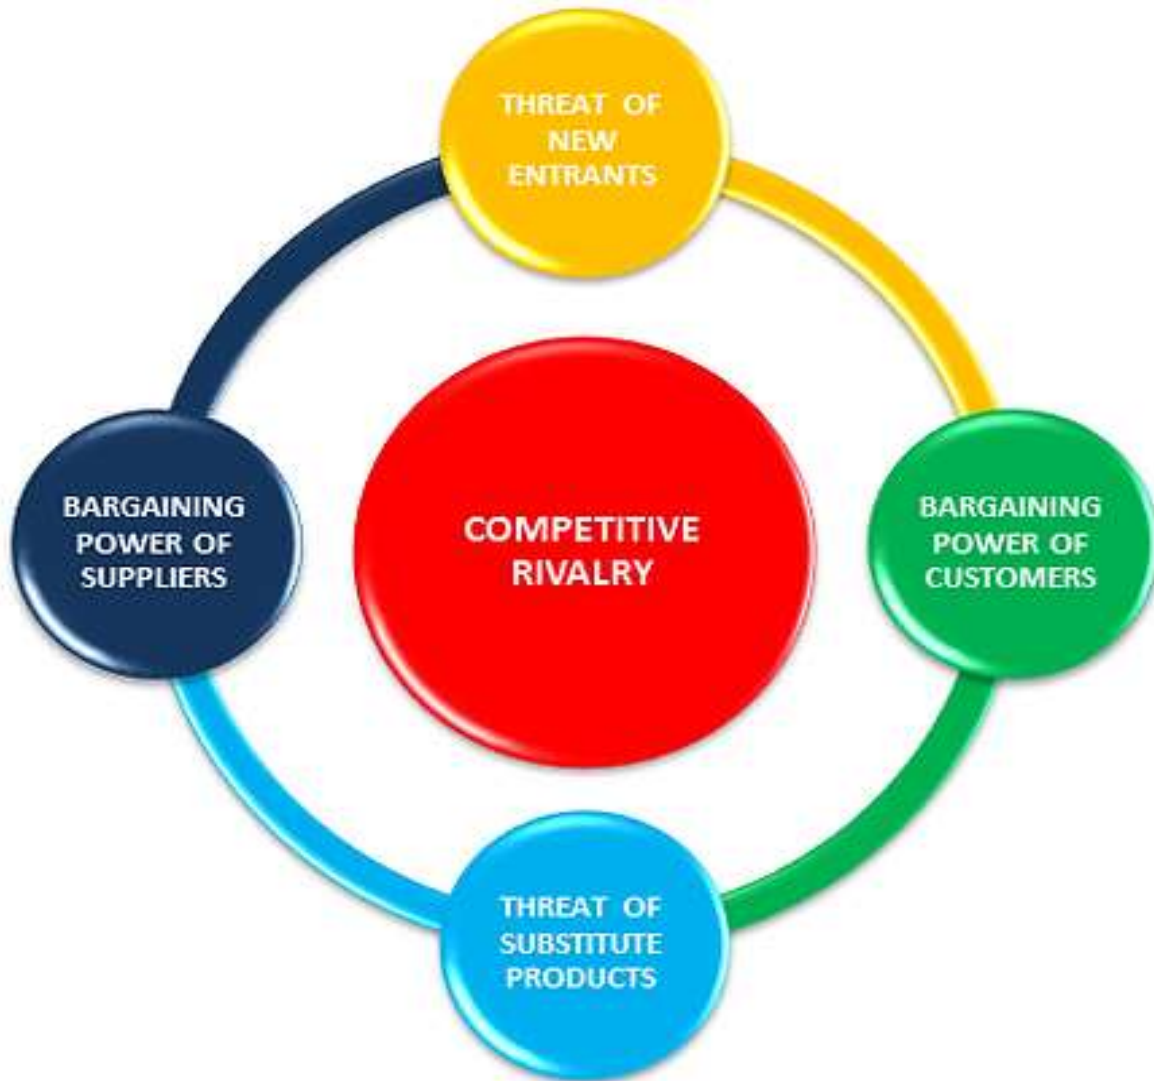 THREAT OF
NEW
ENTRANTS
BARGAINING
POWER OF
SUPPLIERS
COMPETITIVE
RIVALRY
BARGAINING
POWER OF
CUSTOMERS
THREAT OF
SUBSTITUTE
PRODUCTS